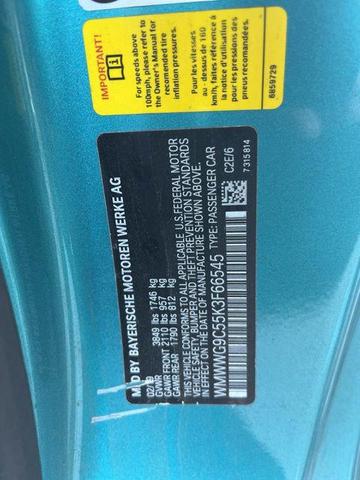 IMPORTANT!
For speeds above
100mph, please refer to
the Owner's Manual for
recommended tire
inflation pressures.
Pour les vitesses
au - dessus de 160
km/h, faites référence à
la notice d'utilisation
pour les pressions des
pneus recommandé.
6859729
MFD BY BAYERISCHE MOTOREN WERKE AG
02/19
GVWR 3849 lbs 1746 kg
GAWR FRONT 2110 lbs 957 kg
GAWR REAR 1790 lbs 812 kg
THIS VEHICLE CONFORMS TO ALL APPLICABLE
U.S.FEDERAL MOTOR
VEHICLE SAFETY, BUMPER, AND THEFT PREVENTION STANDARDS
IN EFFECT ON THE DATE OF
MANUFACTURE SHOWN ABOVE.
WMWWG9C55K3F66545 TYPE: PASSENGER CAR
C2E/6
7315814